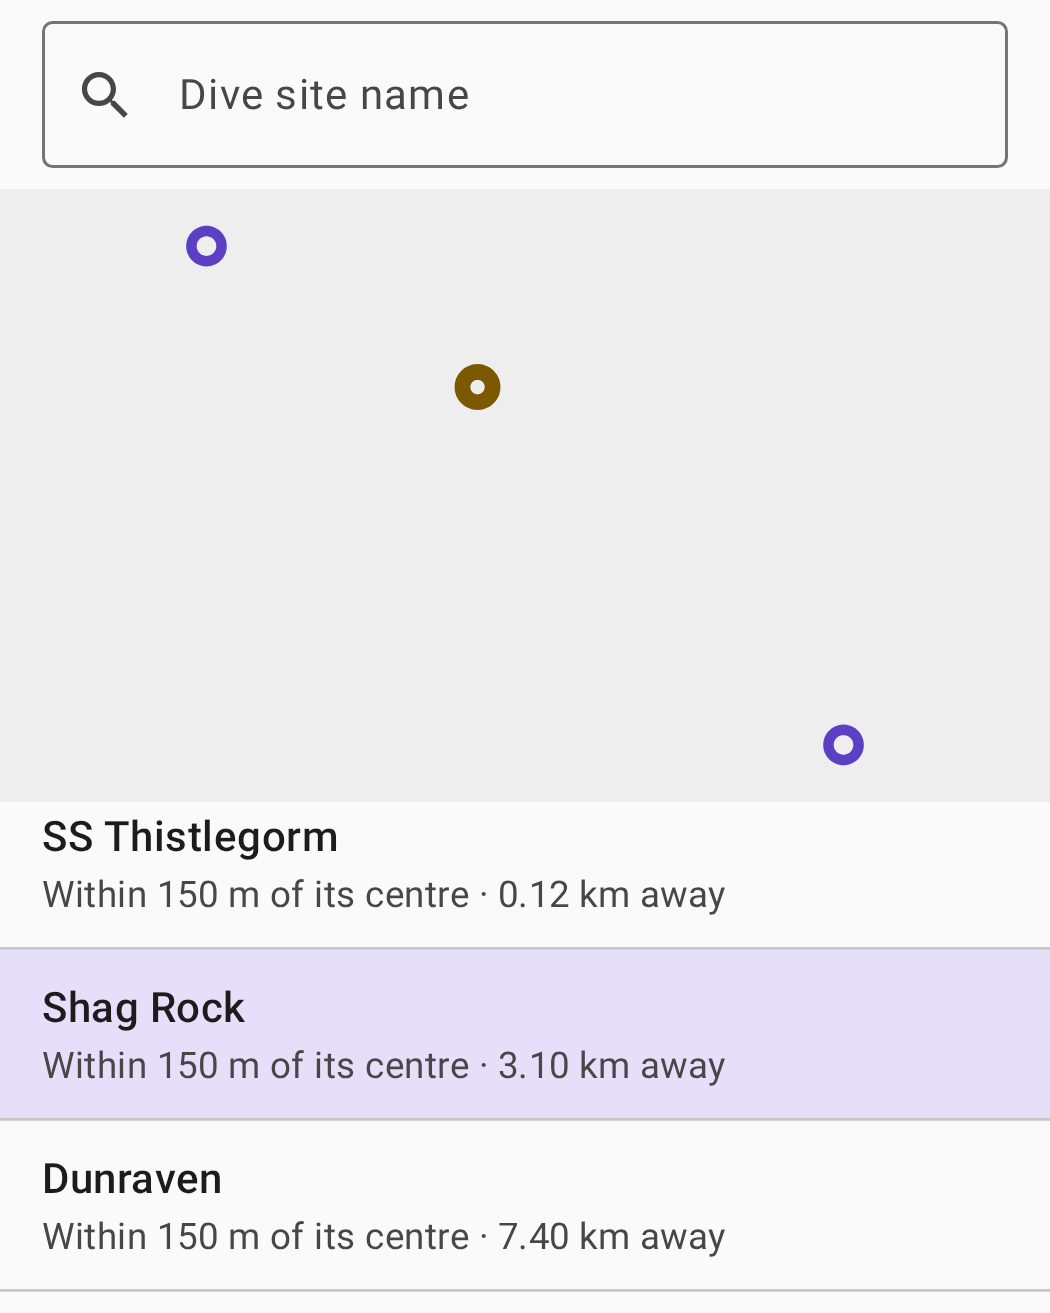 Dive site name
SS Thistlegorm
Within 150 m of its centre · 0.12 km away
Shag Rock
Within 150 m of its centre · 3.10 km away
Dunraven
Within 150 m of its centre · 7.40 km away